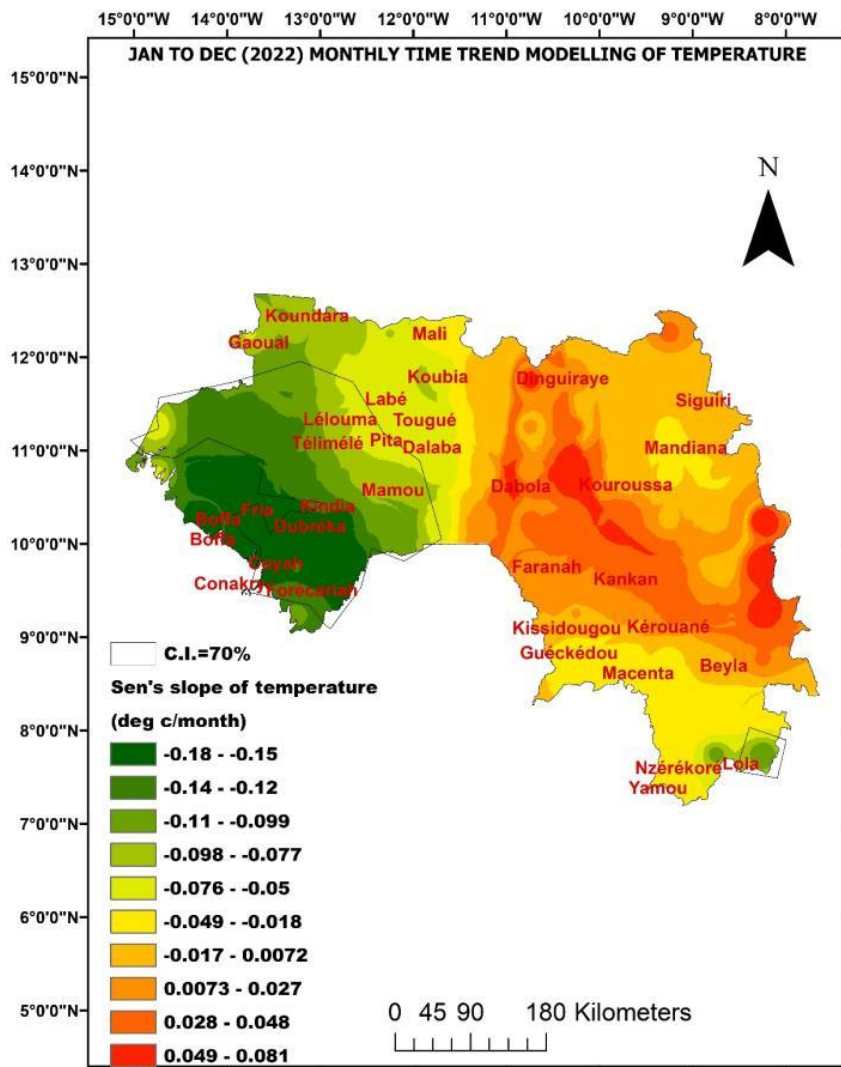 15°0'0"W 14°0'0"W 13°0'0"W 12°0'0"W 11°0'0"W 10°0'0"W 9°0'0"W 8°0'0"W
JAN TO DEC (2022) MONTHLY TIME TREND MODELLING OF TEMPERATURE
15°0'0"N
14°0'0"N
N
13°0'0"N
Koundara
Mali
Gaoual
12°0'0"N
Koubia
Dinguiraye
Labé
Siguiri
Lélouma
Tougué
11°0'0"N
Télimélé
Pita
Dalaba
Mandiana
Mamou
Dabola
Kouroussa
Fria
Kindia
Boffa
Dubréka
Boffa
10°0'0"N
Coyah
Faranah
Conakry
Forécariah
Kankan
Kissidougou
Kérouané
9°0'0"N
Guéckédou
Macenta
Beyla
C.I.=70%
Sen's slope of temperature
(deg c/month)
8°0'0"N
Nzérékoré
Lola
Yamou
7°0'0"N
6°0'0"N
5°0'0"N
-0.18 - -0.15
-0.14 - -0.12
-0.11 - -0.099
-0.098 - -0.077
-0.076 - -0.05
-0.049 - -0.018
-0.017 - 0.0072
0.0073 - 0.027
0.028 - 0.048
0.049 - 0.081
0 45 90 180 Kilometers